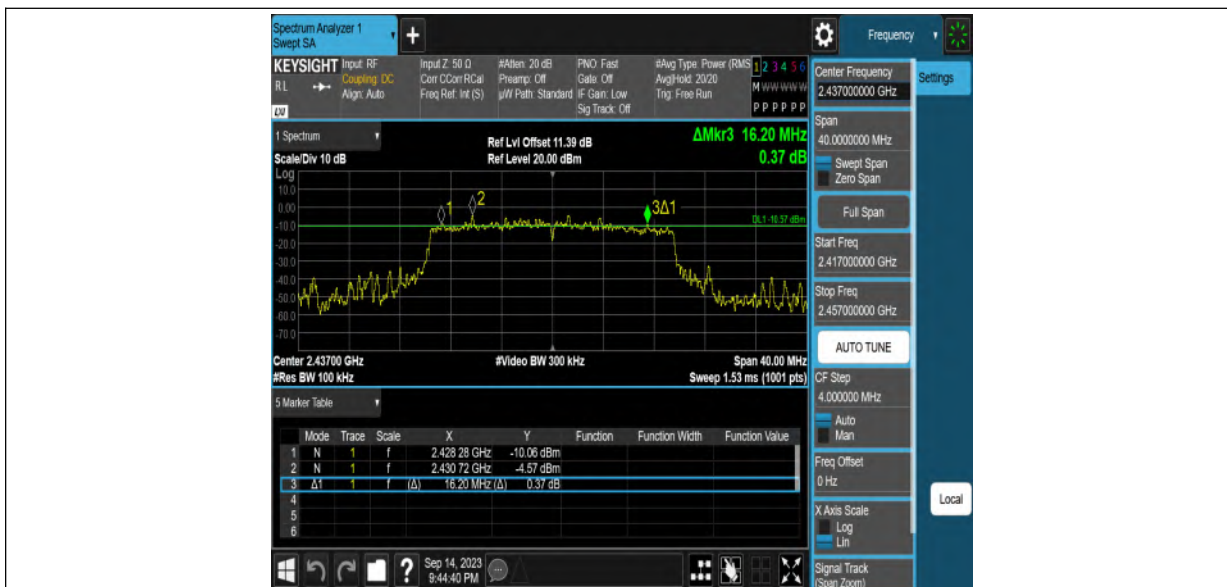 Spectrum Analyzer 1
Swept SA
+
Frequency
KEYSIGHT
RL
LXI
Input: RF
Coupling: DC
Align: Auto
Input Z: 50 Ω
Corr CCorr RCal
Freq Ref: Int (S)
#Atten: 20 dB
Preamp: Off
µW Path: Standard
PNO: Fast
Gate: Off
IF Gain: Low
Sig Track: Off
#Avg Type: Power (RMS
Avg|Hold: 20/20
Trig: Free Run
1 2 3 4 5 6
M W W W W W
P P P P P P
1 Spectrum
Scale/Div 10 dB
Ref Lvl Offset 11.39 dB
Ref Level 20.00 dBm
ΔMkr3 16.20 MHz
0.37 dB
Log
10.0
0.00
-10.0
-20.0
-30.0
-40.0
-50.0
-60.0
-70.0
1
2
3Δ1
DL1 -10.57 dBm
Center 2.43700 GHz
#Res BW 100 kHz
#Video BW 300 kHz
Span 40.00 MHz
Sweep 1.53 ms (1001 pts)
5 Marker Table
Mode Trace Scale X Y Function Function Width Function Value
1 N 1 f 2.428 28 GHz -10.06 dBm
2 N 1 f 2.430 72 GHz -4.57 dBm
3 Δ1 1 f (Δ) 16.20 MHz (Δ) 0.37 dB
4
5
6
?
Sep 14, 2023
9:44:40 PM
Center Frequency
2.437000000 GHz
Settings
Span
40.0000000 MHz
Swept Span
Zero Span
Full Span
Start Freq
2.417000000 GHz
Stop Freq
2.457000000 GHz
AUTO TUNE
CF Step
4.000000 MHz
Auto
Man
Freq Offset
0 Hz
Local
X Axis Scale
Log
Lin
Signal Track
(Span Zoom)